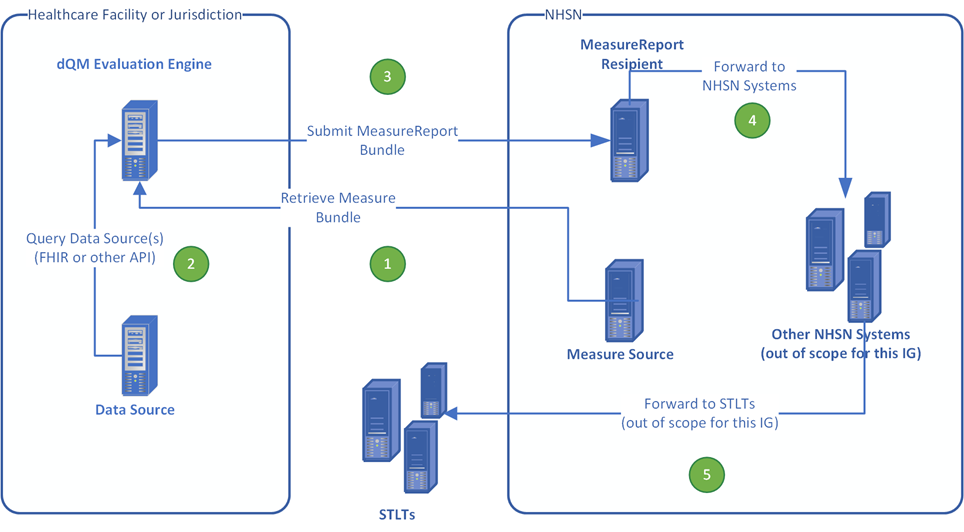 Healthcare Facility or Jurisdiction
NHSN
dQM Evaluation Engine
3
MeasureReport
Resipient
Forward to
NHSN Systems
4
Submit MeasureReport
Bundle
Retrieve Measure
Bundle
Query Data Source(s)
(FHIR or other API)
2
1
Measure Source
Other NHSN Systems
(out of scope for this IG)
Data Source
Forward to STLTs
(out of scope for this IG)
5
STLTs